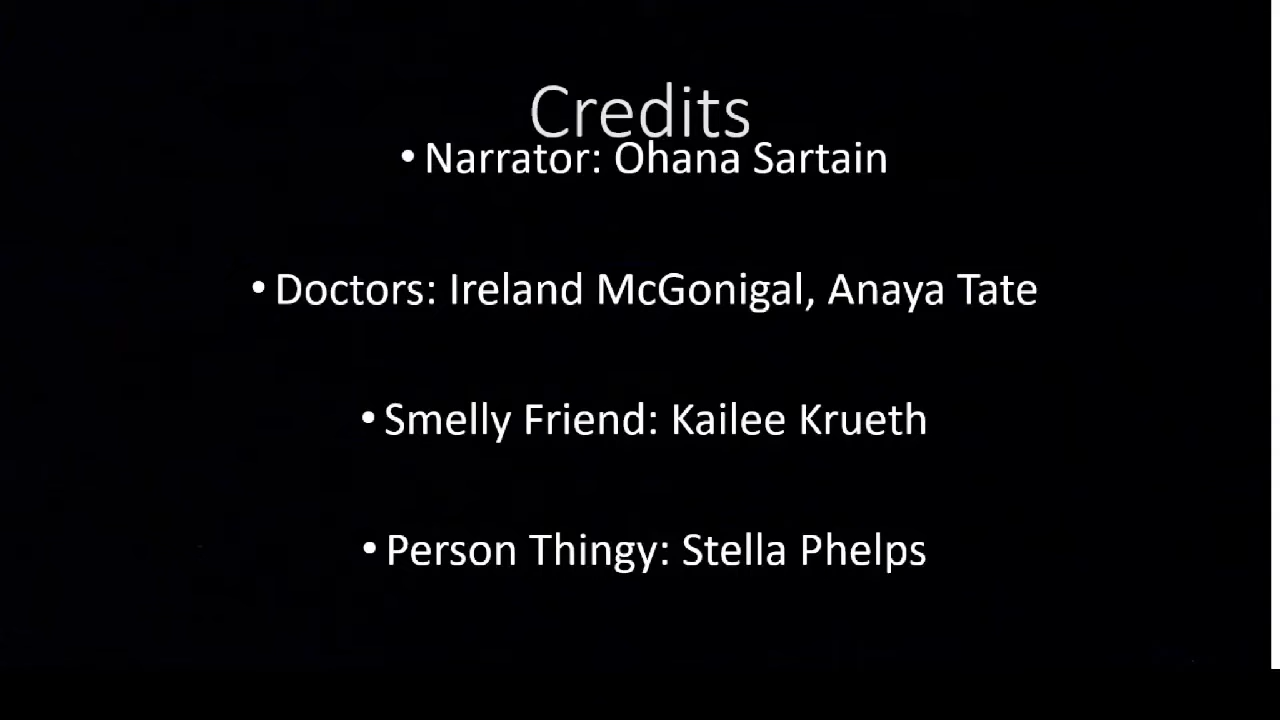 Credits
• Narrator: Ohana Sartain
• Doctors: Ireland McGonigal, Anaya Tate
• Smelly Friend: Kailee Krueth
• Person Thingy: Stella Phelps